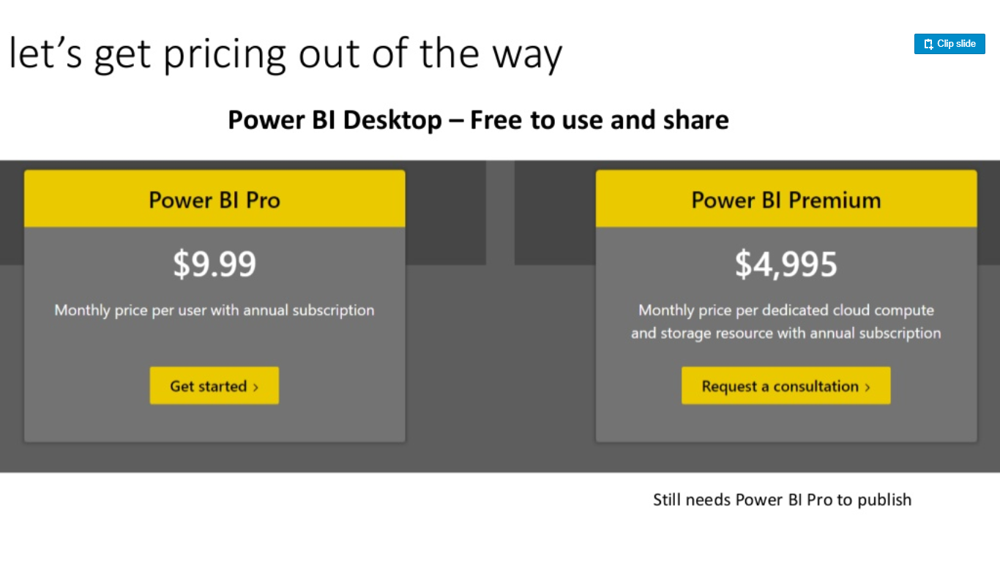 let’s get pricing out of the way
Clip slide
Power BI Desktop – Free to use and share
Power BI Pro
$9.99
Monthly price per user with annual subscription
Get started ›
Power BI Premium
$4,995
Monthly price per dedicated cloud compute
and storage resource with annual subscription
Request a consultation ›
Still needs Power BI Pro to publish